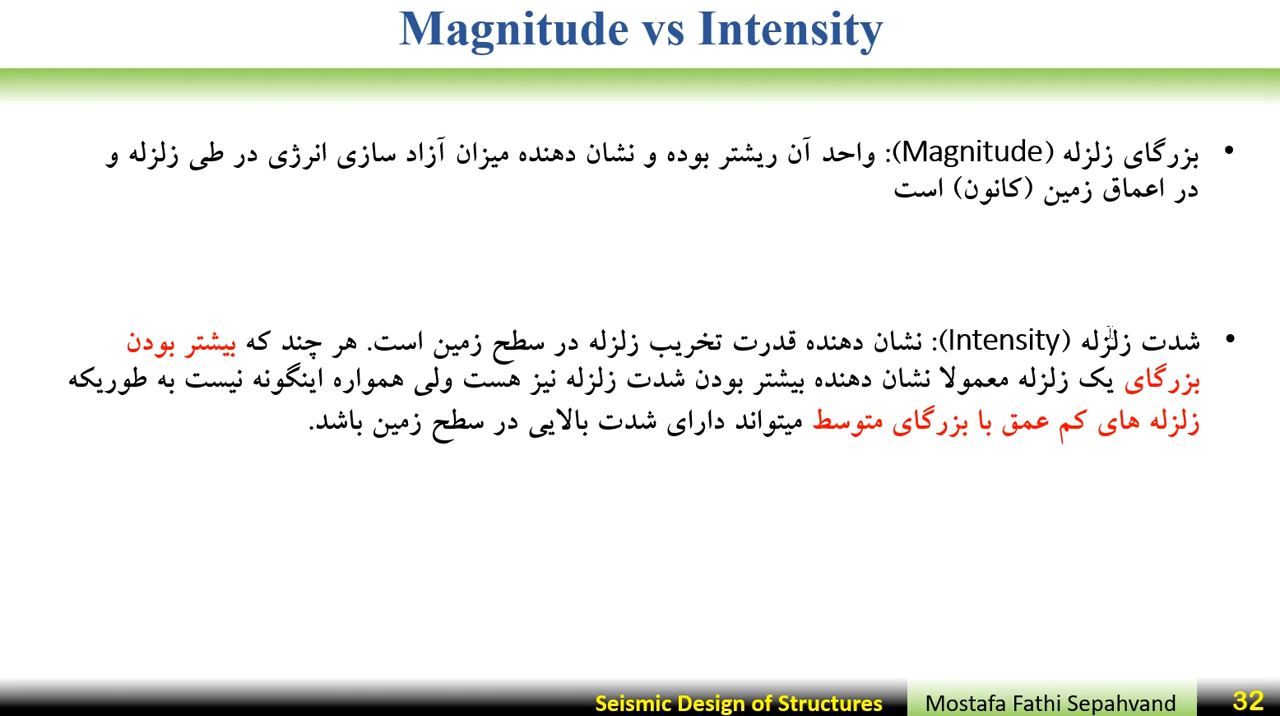 Magnitude vs Intensity
• بزرگای زلزله (Magnitude): واحد آن ریشتر بوده و نشان دهنده میزان آزاد سازی انرژی در طی زلزله و
در اعماق زمین (کانون) است
• شدت زلزله (Intensity): نشان دهنده قدرت تخریب زلزله در سطح زمین است. هر چند که بیشتر بودن
بزرگای یک زلزله معمولا نشان دهنده بیشتر بودن شدت زلزله نیز هست ولی همواره اینگونه نیست به طوریکه
زلزله های کم عمق با بزرگای متوسط میتواند دارای شدت بالایی در سطح زمین باشد.
Seismic Design of Structures Mostafa Fathi Sepahvand 32